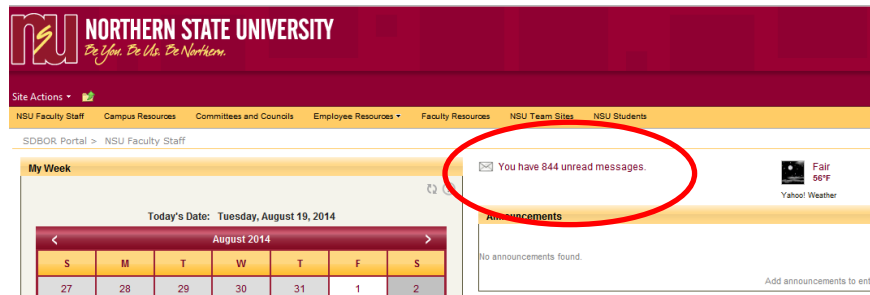 nsu NORTHERN STATE UNIVERSITY
Be You. Be Us. Be Northern.
Site Actions
NSU Faculty Staff Campus Resources Committees and Councils Employee Resources Faculty Resources NSU Team Sites NSU Students
SDBOR Portal > NSU Faculty Staff
My Week
Today's Date: Tuesday, August 19, 2014
< August 2014 >
S M T W T F S
27 28 29 30 31 1 2
You have 844 unread messages.
Fair
56°F
Yahoo! Weather
Announcements
No announcements found.
Add announcements to ent